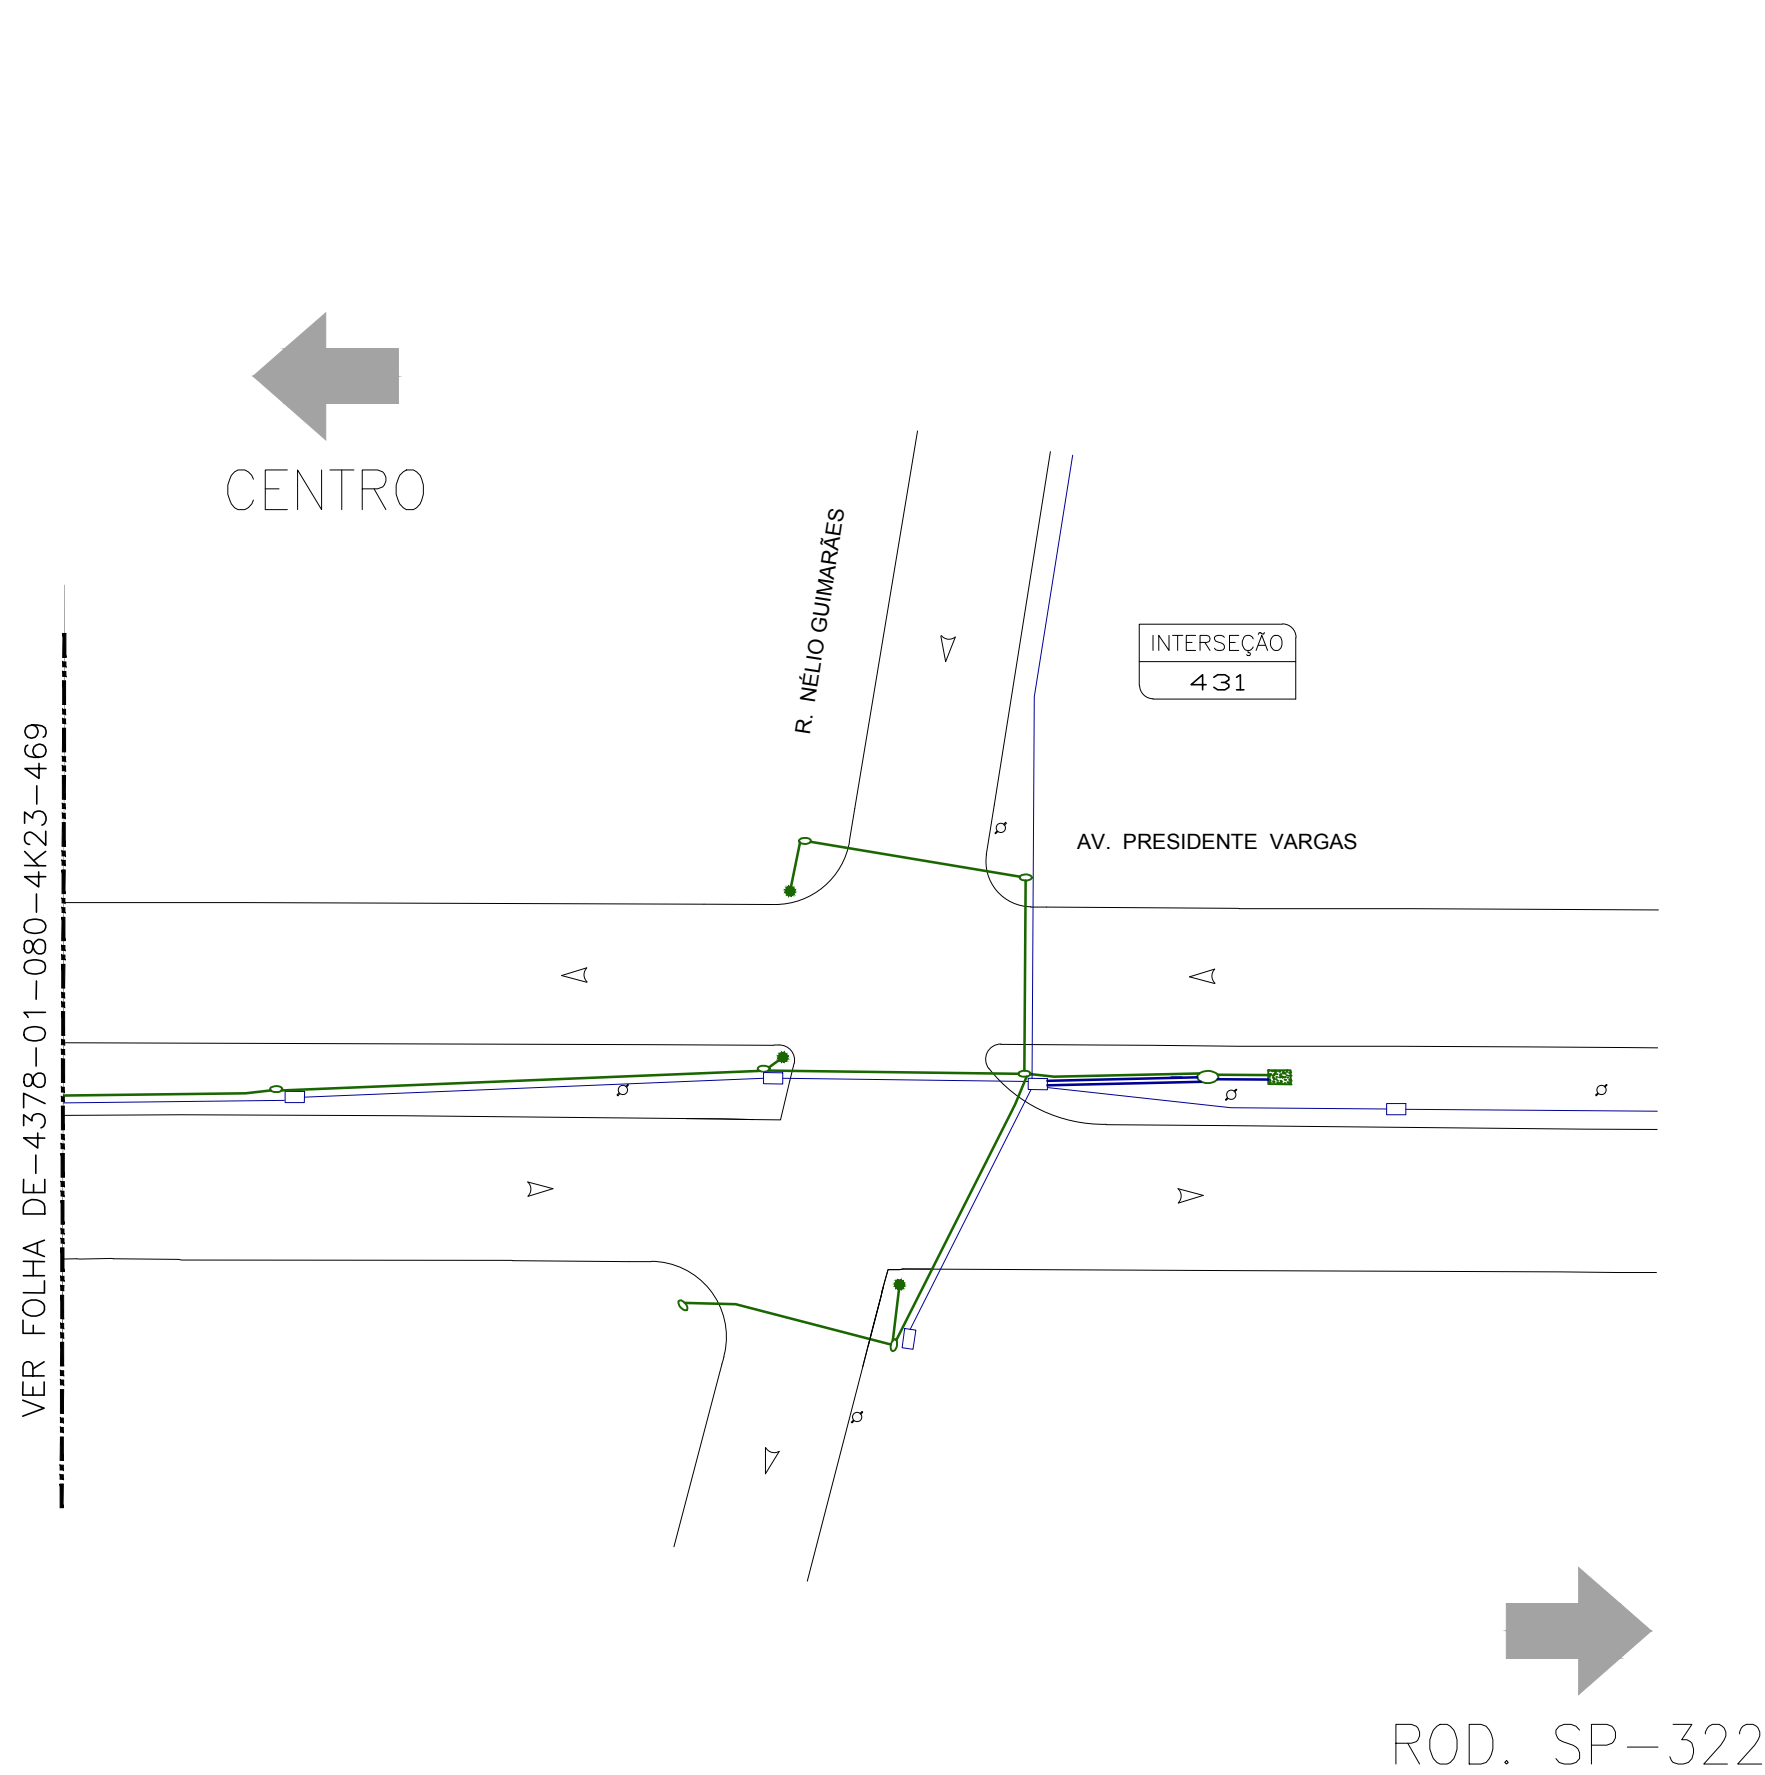 CENTRO
R. NÉLIO GUIMARÃES
INTERSEÇÃO
431
VER FOLHA DE-4378-01-080-4K23-469
AV. PRESIDENTE VARGAS
ROD. SP-322